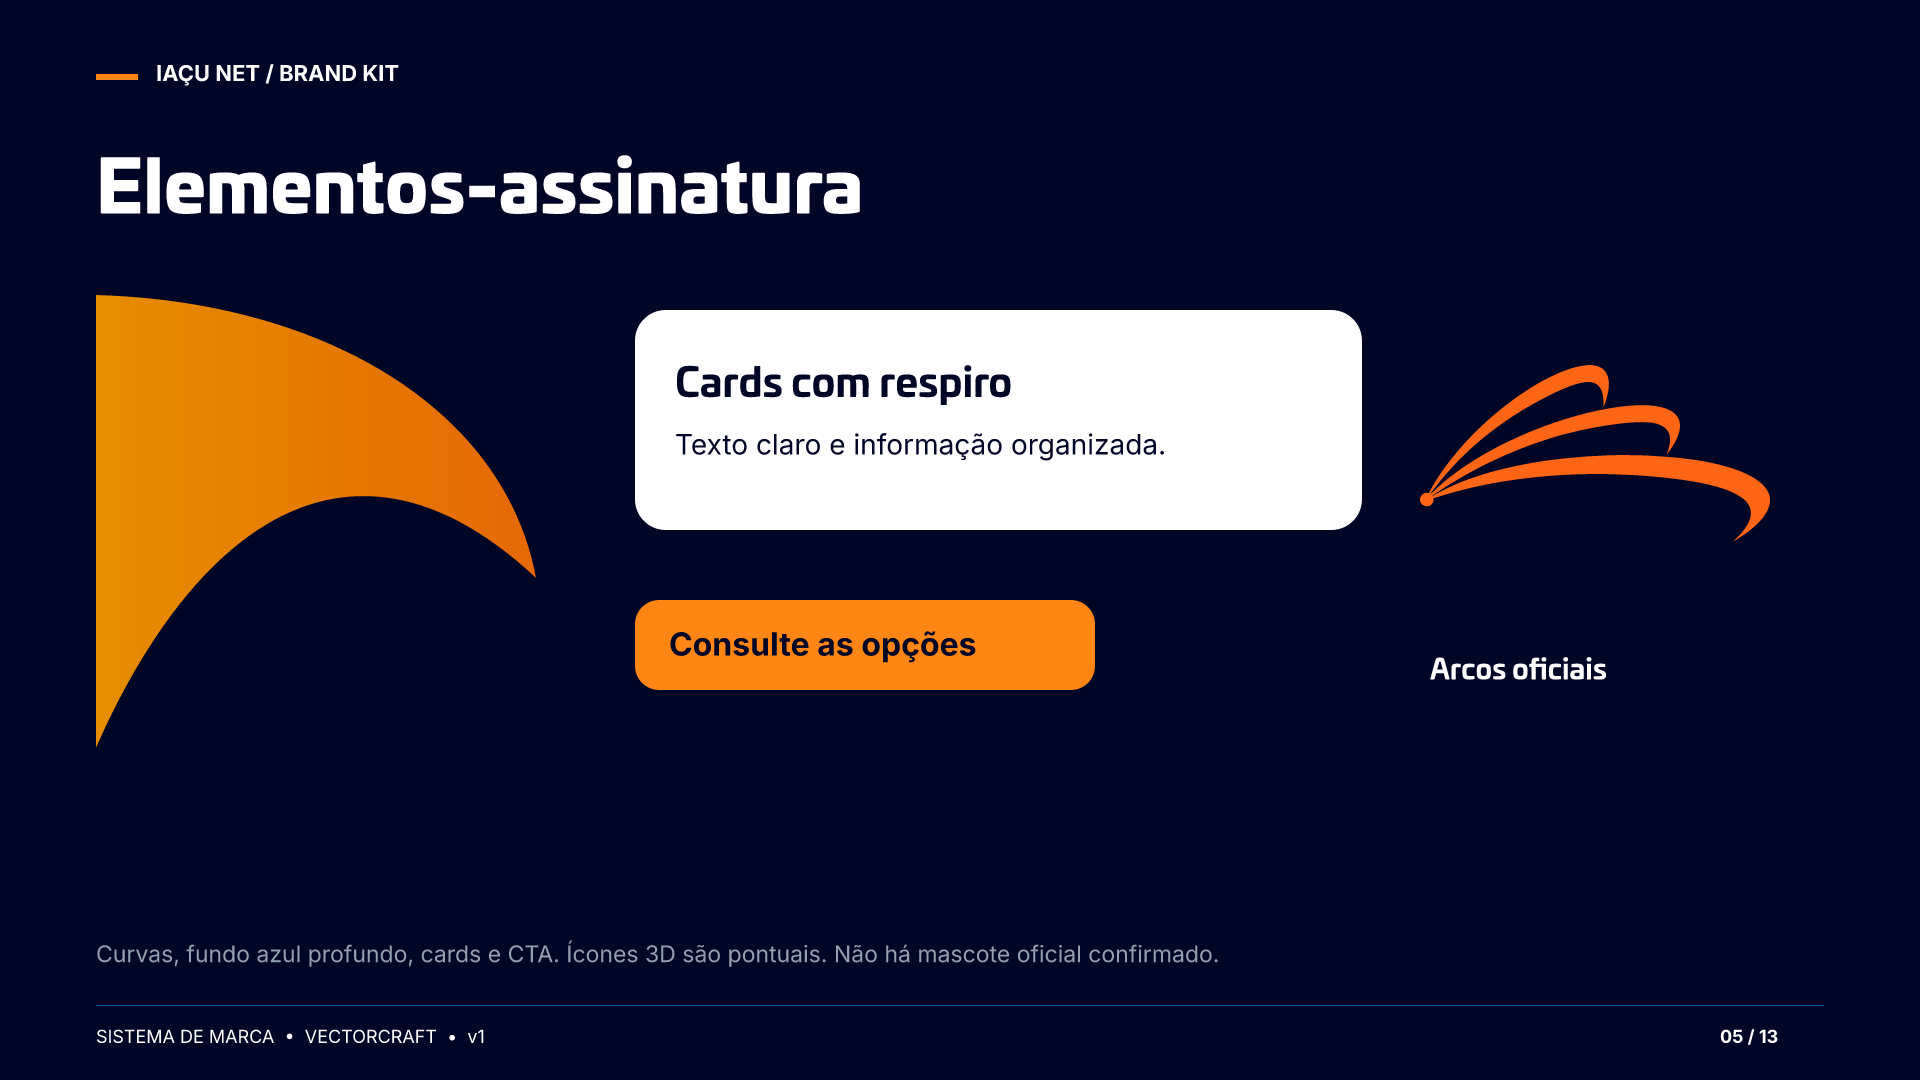 IAÇU NET / BRAND KIT
Elementos-assinatura
Cards com respiro
Texto claro e informação organizada.
Consulte as opções
Arcos oficiais
Curvas, fundo azul profundo, cards e CTA. Ícones 3D são pontuais. Não há mascote oficial confirmado.
SISTEMA DE MARCA • VECTORCRAFT • v1
05 / 13